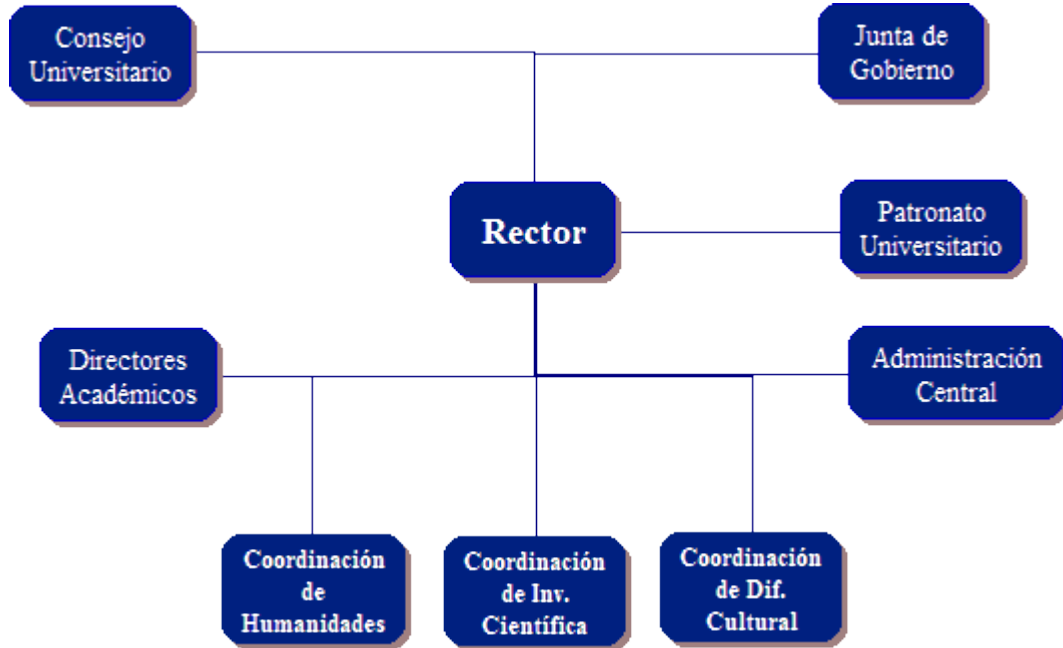 Consejo
Universitario
Junta de
Gobierno
Rector
Patronato
Universitario
Directores
Académicos
Administración
Central
Coordinación
de
Humanidades
Coordinación
de Inv.
Científica
Coordinación
de Dif.
Cultural